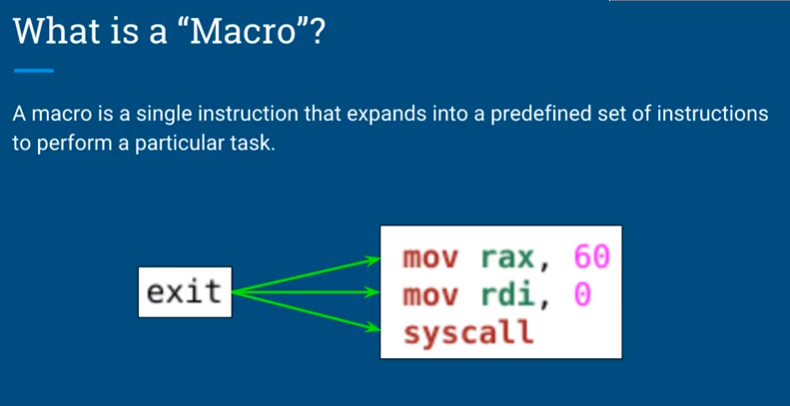 What is a “Macro”?
A macro is a single instruction that expands into a predefined set of instructions
to perform a particular task.
exit
mov rax, 60
mov rdi, 0
syscall